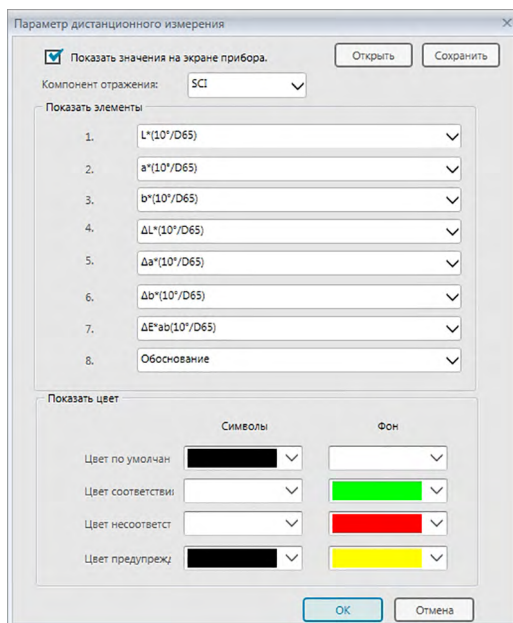 Параметр дистанционного измерения
Показать значения на экране прибора. Открыть Сохранить
Компонент отражения: SCI
Показать элементы
1. L*(10°/D65)
2. a*(10°/D65)
3. b*(10°/D65)
4. ΔL*(10°/D65)
5. Δa*(10°/D65)
6. Δb*(10°/D65)
7. ΔE*ab(10°/D65)
8. Обоснование
Показать цвет
Символы Фон
Цвет по умолчан
Цвет соответстви
Цвет несоответст
Цвет предупреж
OK Отмена